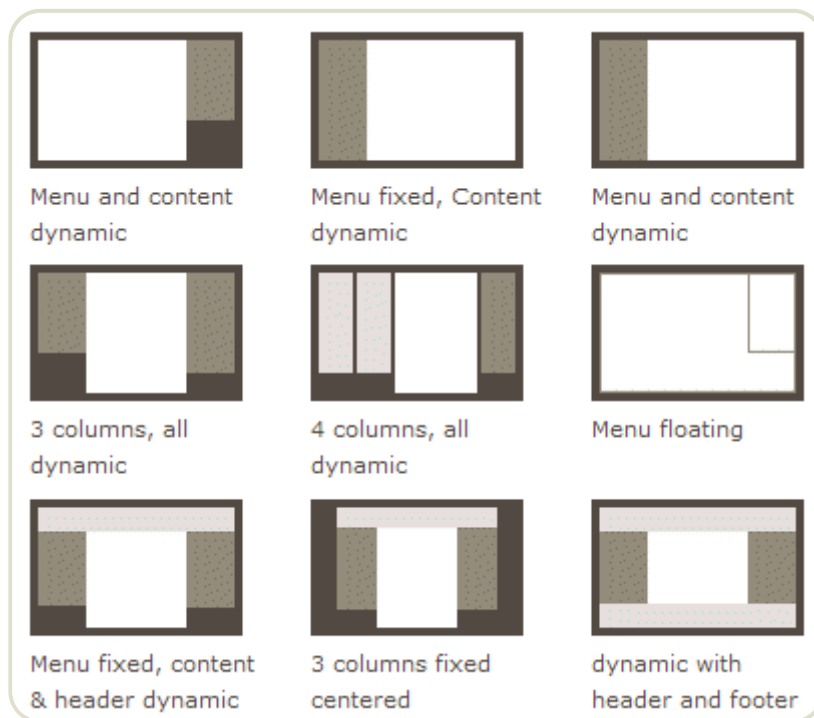 Menu and content
dynamic
Menu fixed, Content
dynamic
Menu and content
dynamic
3 columns, all
dynamic
4 columns, all
dynamic
Menu floating
Menu fixed, content
& header dynamic
3 columns fixed
centered
dynamic with
header and footer